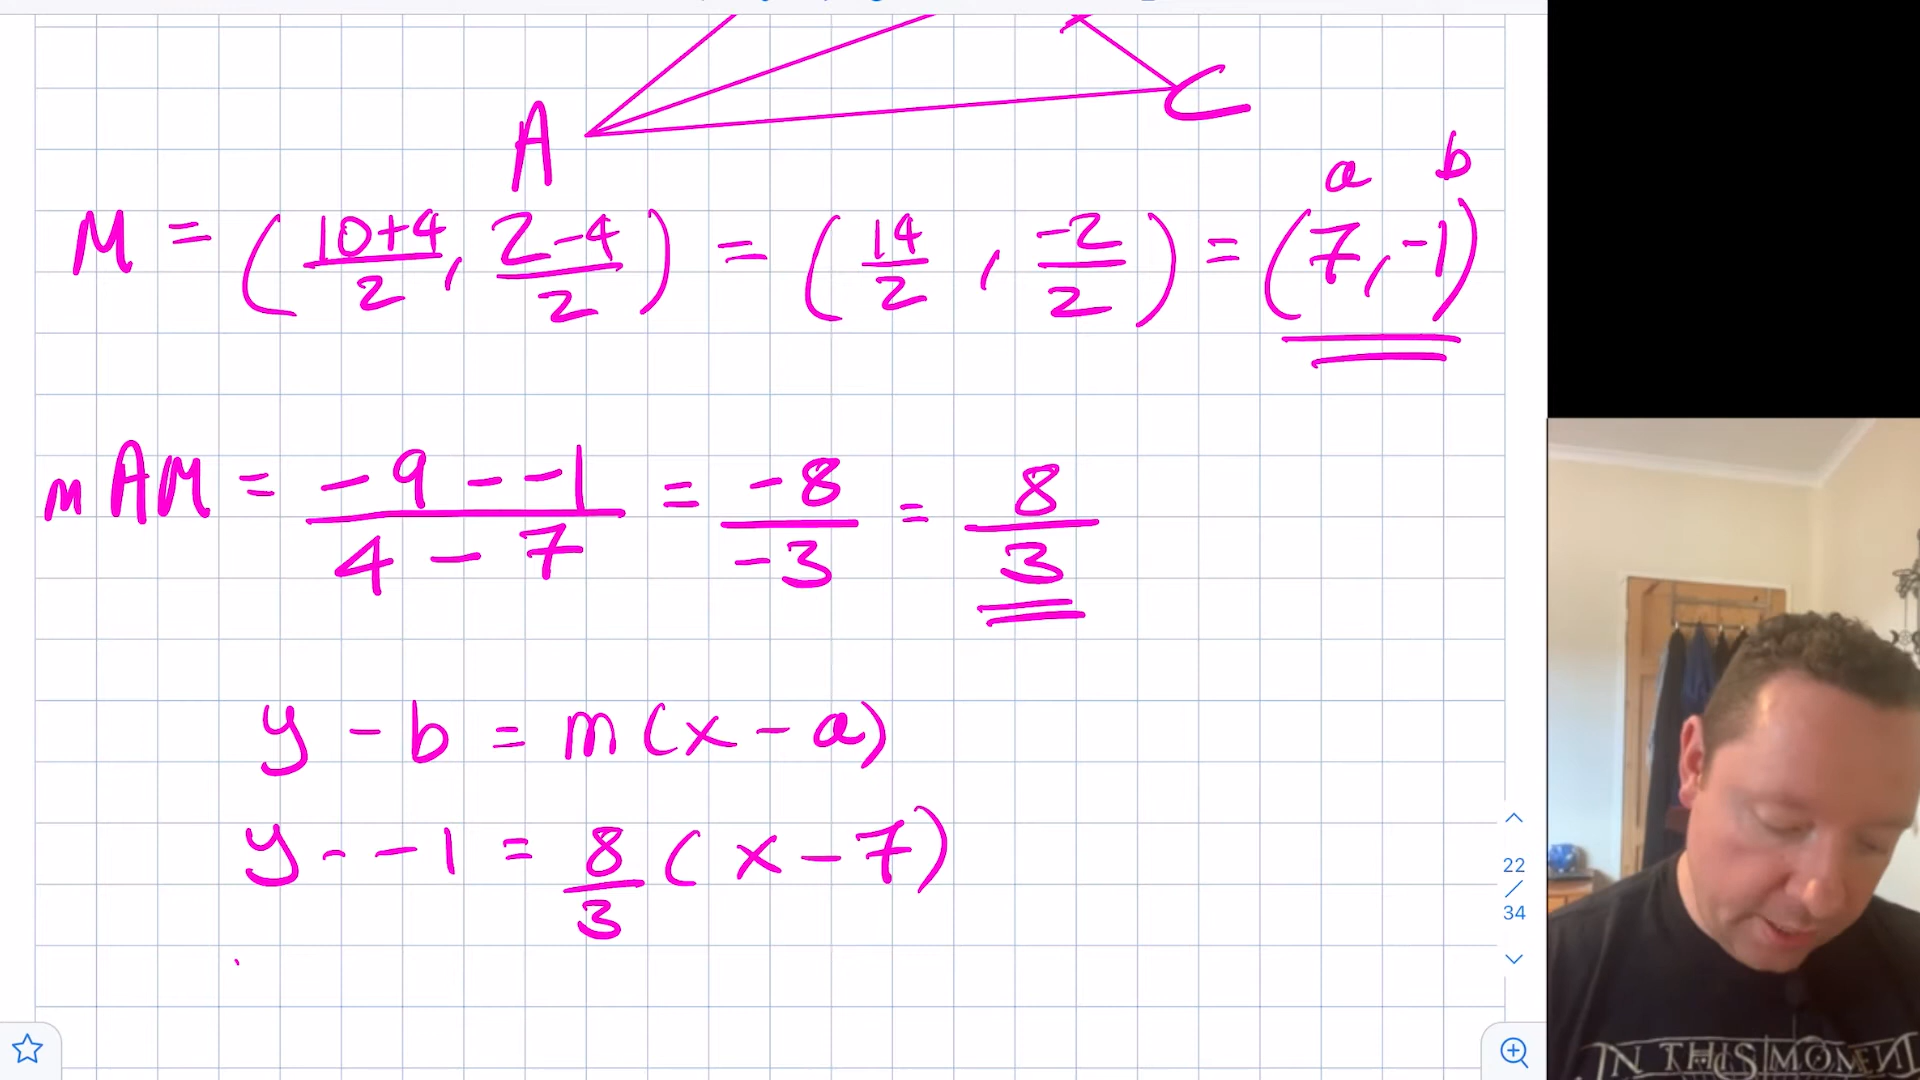 A
C
a b
M = (10+4/2, 2-4/2) = (14/2, -2/2) = (7,-1)
mAM = -9--1/4-7 = -8/-3 = 8/3
y - b = m(x - a)
y - -1 = 8/3 (x - 7)
22
/
34
IN THIS MOMENT